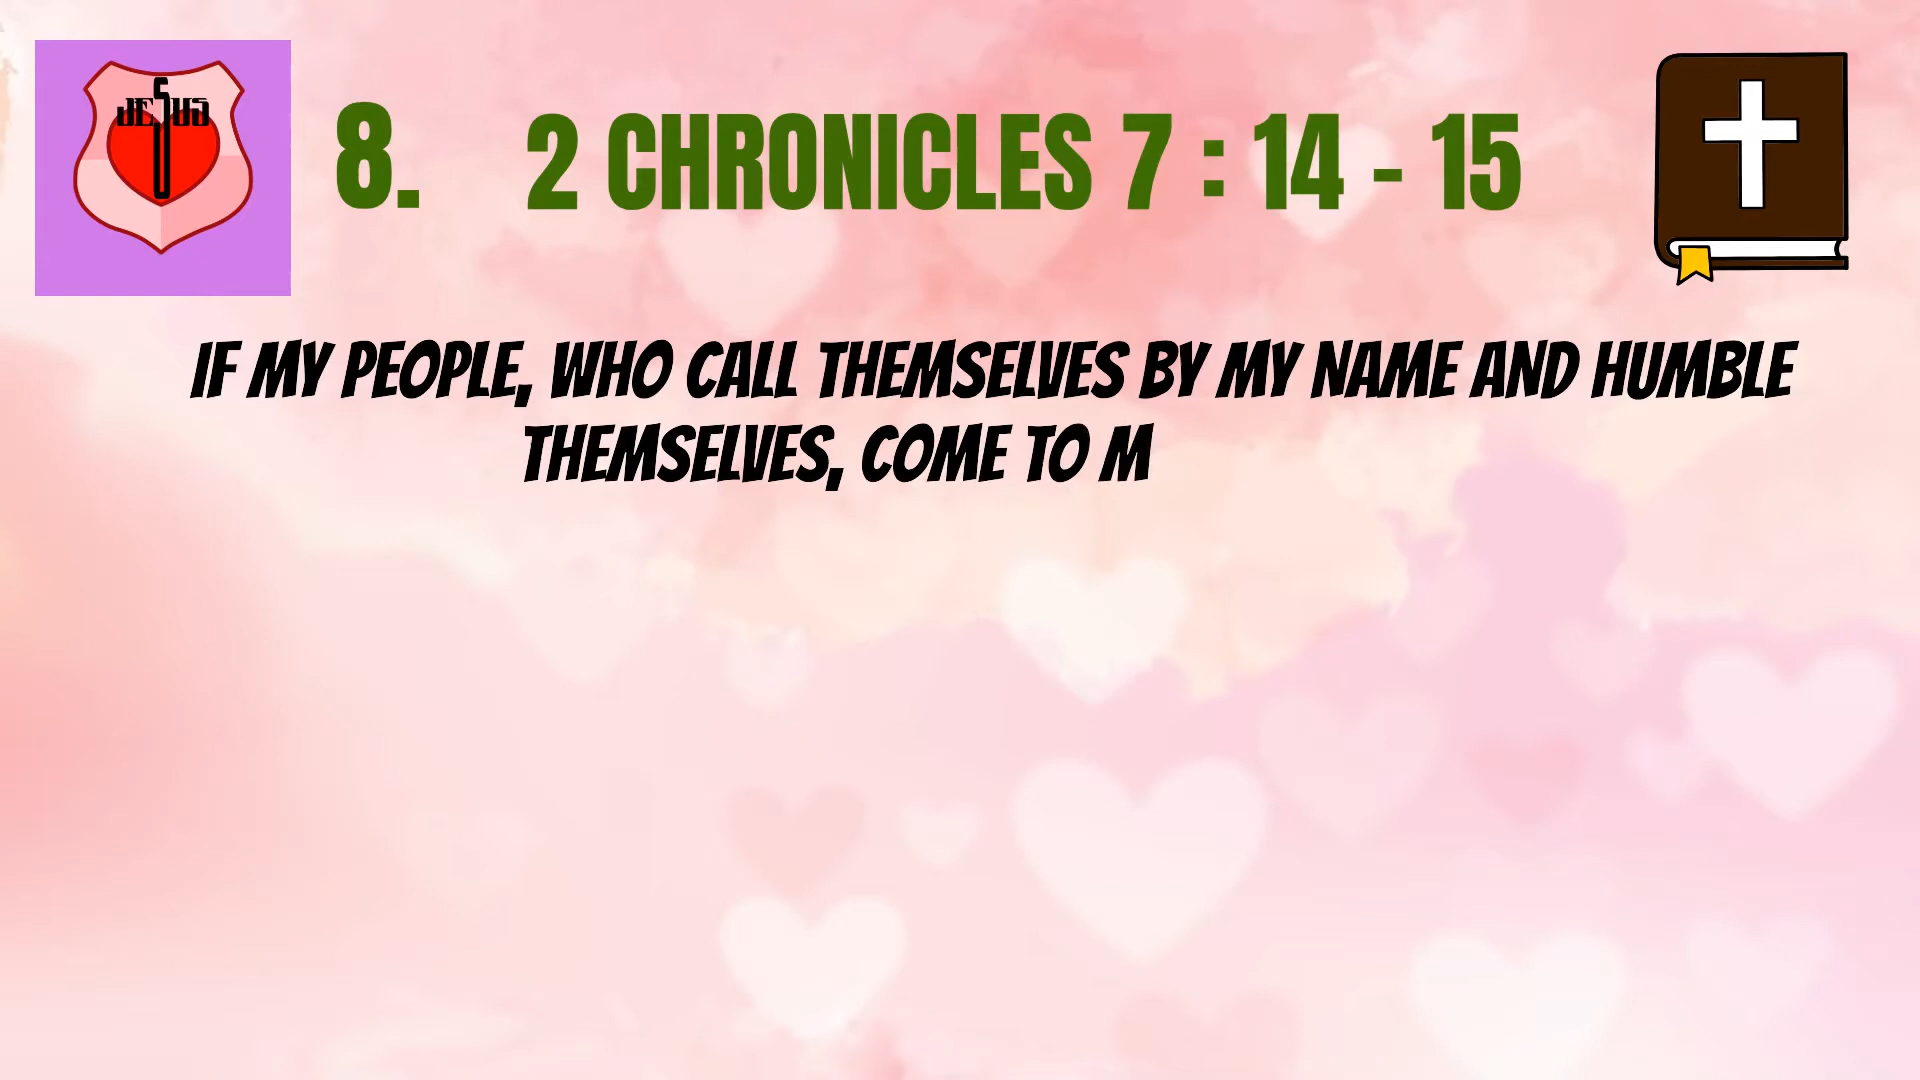 JESUS
8. 2 CHRONICLES 7 : 14 - 15
IF MY PEOPLE, WHO CALL THEMSELVES BY MY NAME AND HUMBLE
THEMSELVES, COME TO M